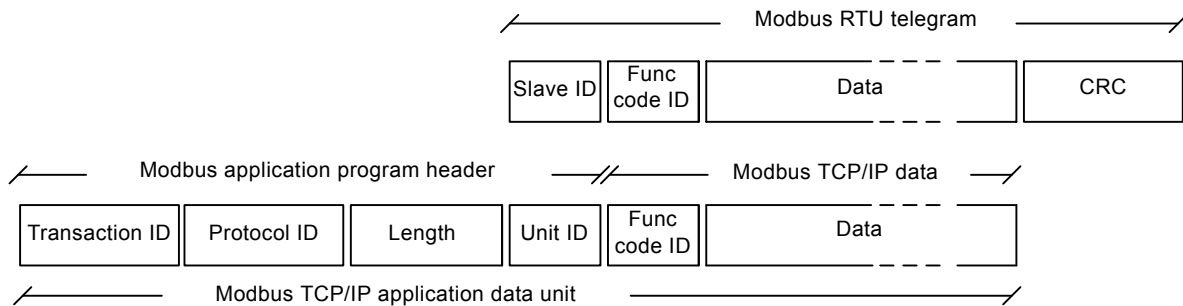 Modbus RTU telegram
Slave ID
Func
code ID
Data
CRC
Modbus application program header
Modbus TCP/IP data
Transaction ID
Protocol ID
Length
Unit ID
Func
code ID
Data
Modbus TCP/IP application data unit